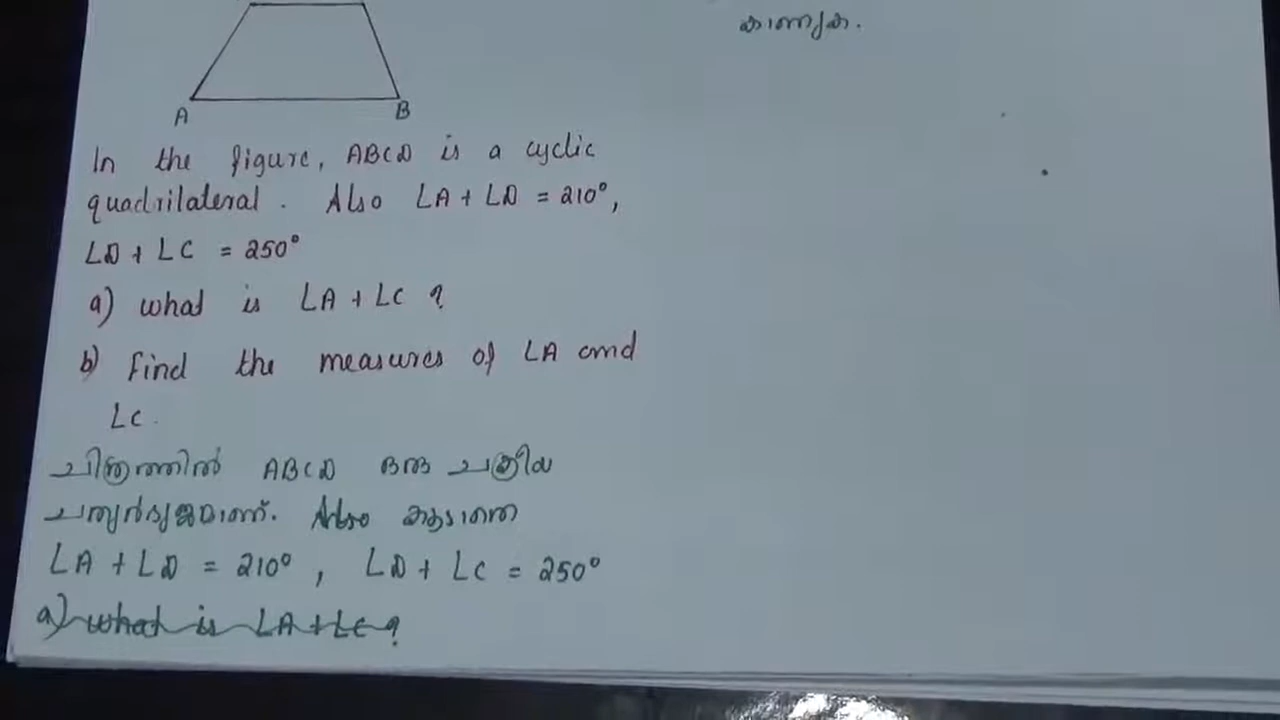 കാണുക.
A B
In the figure, ABCD is a cyclic
quadrilateral. Also ∠A + ∠D = 210°,
∠D + ∠C = 250°
a) what is ∠A + ∠C ?
b) Find the measures of ∠A and
∠C.
ചിത്രത്തിൽ ABCD ഒരു ചക്രീയ
ചതുർഭുജമാണ്. Also കൂടാതെ
∠A + ∠D = 210°, ∠D + ∠C = 250°
a) what is ∠A + ∠C ?